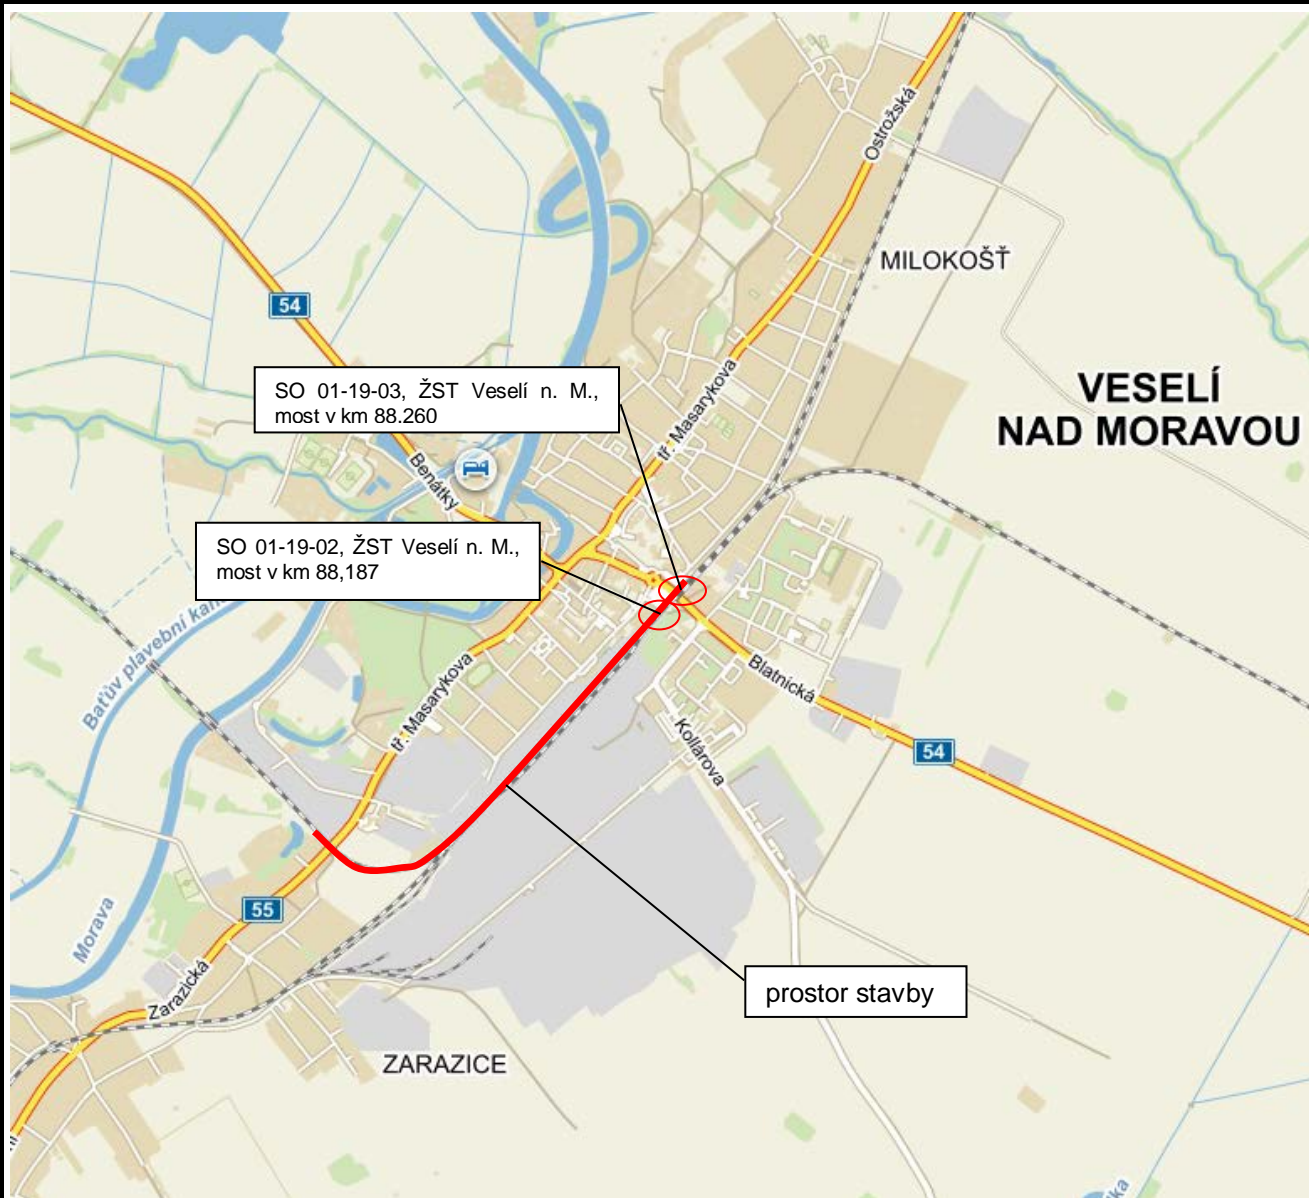 Ostrožská
MILOKOŠŤ
54
VESELÍ
NAD MORAVOU
SO 01-19-03, ŽST Veselí n. M.,
most v km 88.260
tř. Masarykova
Benátky
SO 01-19-02, ŽST Veselí n. M.,
most v km 88,187
Baťův plavební
Blatnická
tř. Masarykova
Kollárova
54
55
Morava
Zarazická
prostor stavby
ZARAZICE